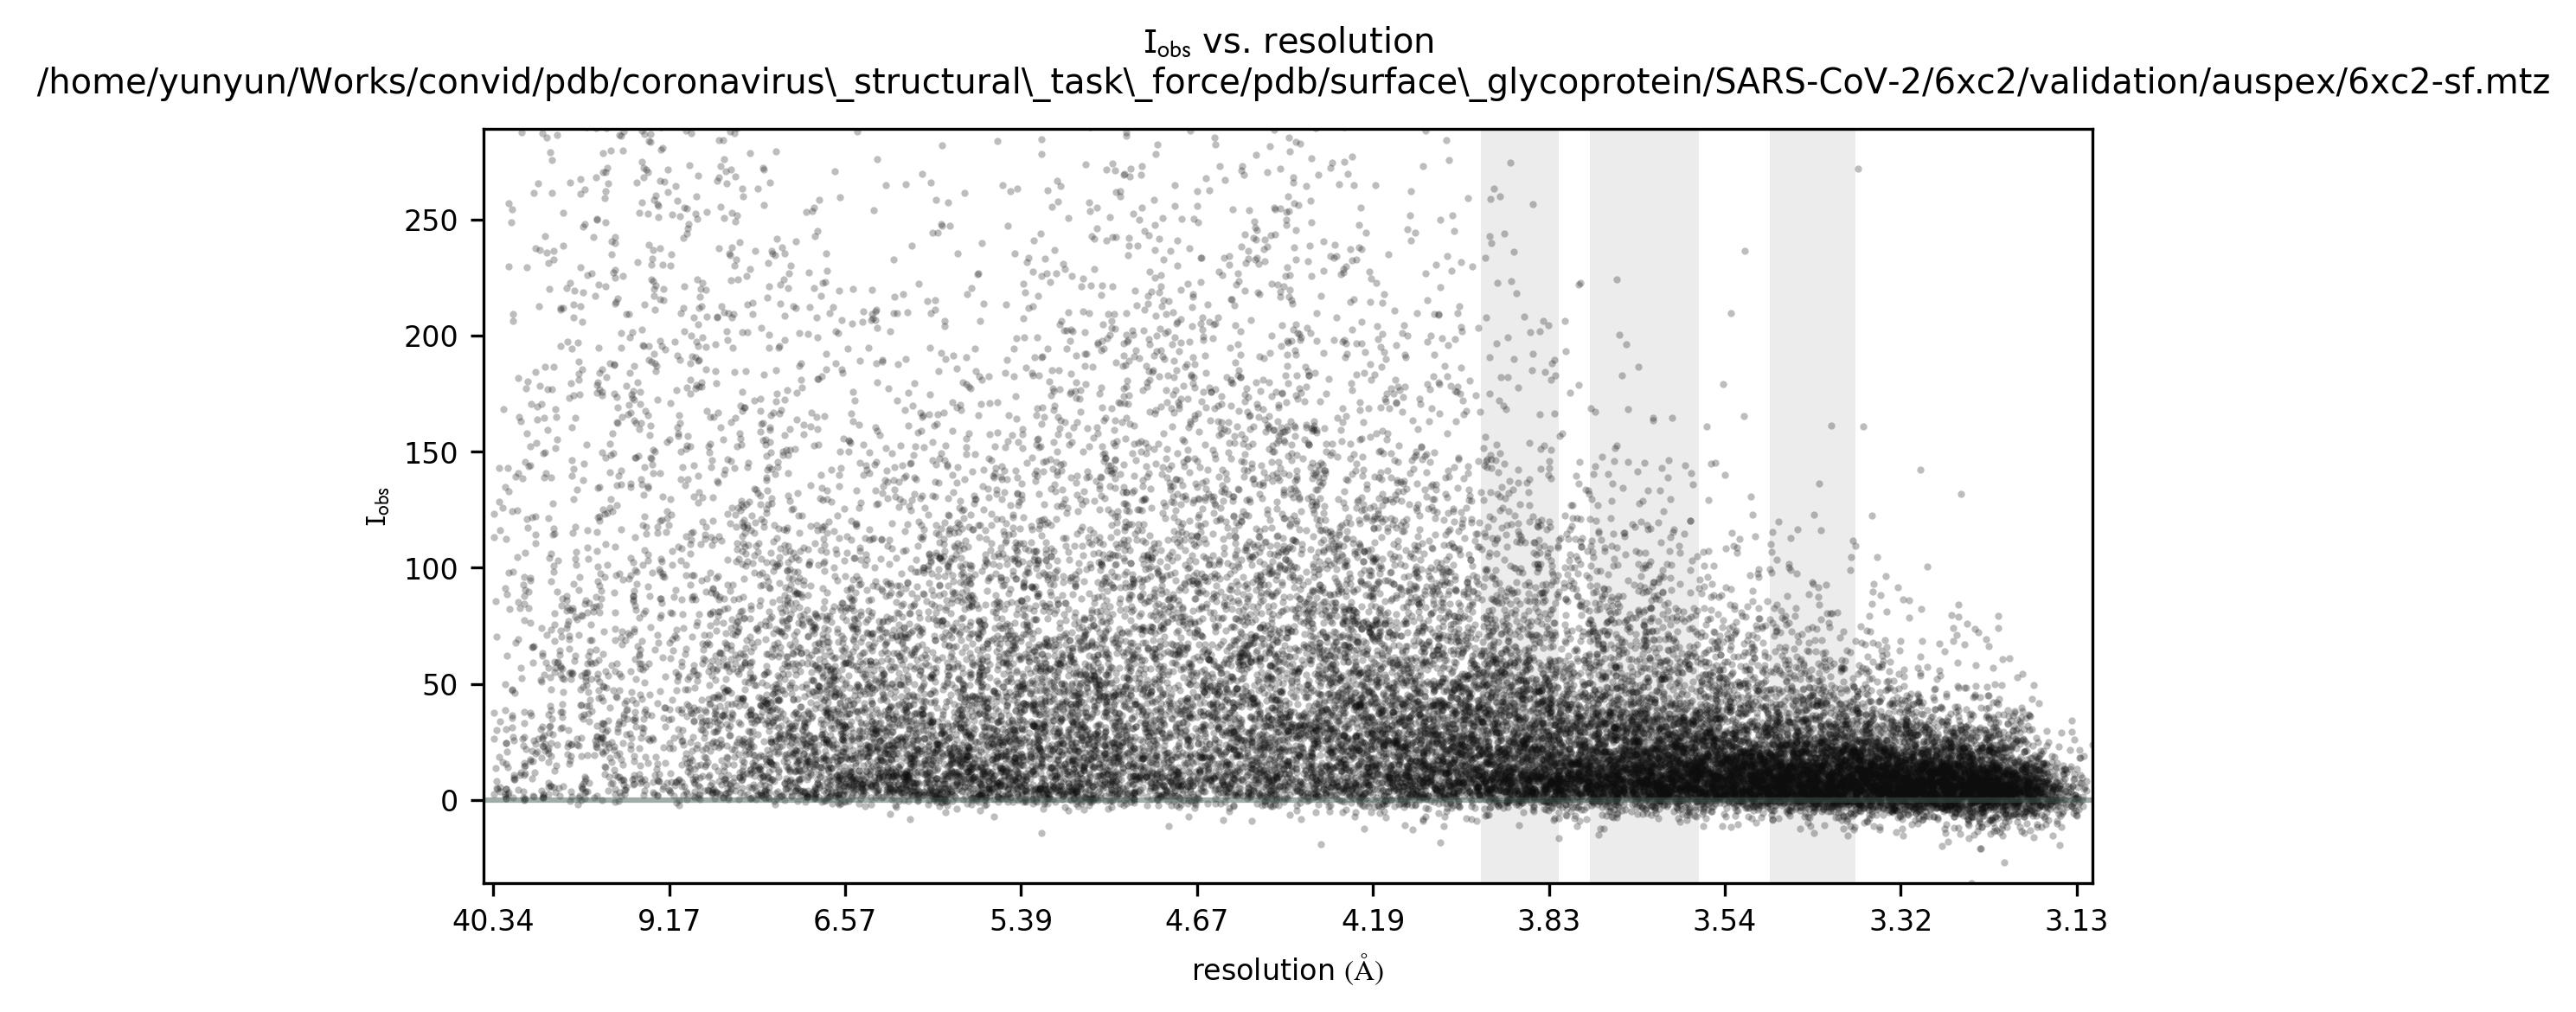 I_obs vs. resolution
/home/yunyun/Works/convid/pdb/coronavirus\_structural\_task\_force/pdb/surface\_glycoprotein/SARS-CoV-2/6xc2/validation/auspex/6xc2-sf.mtz
250
200
150
100
50
0
I_obs
40.34 9.17 6.57 5.39 4.67 4.19 3.83 3.54 3.32 3.13
resolution (Å)